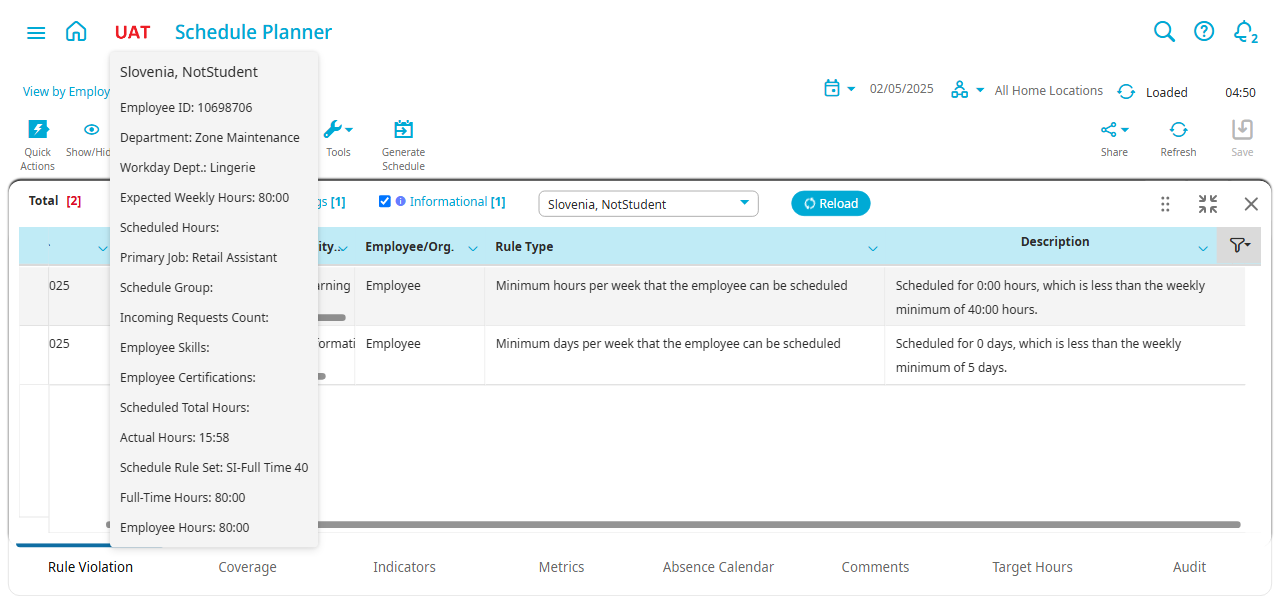 UAT
Schedule Planner
2
View by Employ
02/05/2025
All Home Locations
Loaded
04:50
Quick Actions
Show/Hid
Tools
Generate Schedule
Share
Refresh
Save
Slovenia, NotStudent
Employee ID: 10698706
Department: Zone Maintenance
Workday Dept.: Lingerie
Expected Weekly Hours: 80:00
Scheduled Hours:
Primary Job: Retail Assistant
Schedule Group:
Incoming Requests Count:
Employee Skills:
Employee Certifications:
Scheduled Total Hours:
Actual Hours: 15:58
Schedule Rule Set: SI-Full Time 40
Full-Time Hours: 80:00
Employee Hours: 80:00
Total [2]
gs [1]
Informational [1]
Slovenia, NotStudent
Reload
ity...
Employee/Org.
Rule Type
Description
025
arning
Employee
Minimum hours per week that the employee can be scheduled
Scheduled for 0:00 hours, which is less than the weekly
minimum of 40:00 hours.
025
formati
Employee
Minimum days per week that the employee can be scheduled
Scheduled for 0 days, which is less than the weekly
minimum of 5 days.
Rule Violation
Coverage
Indicators
Metrics
Absence Calendar
Comments
Target Hours
Audit